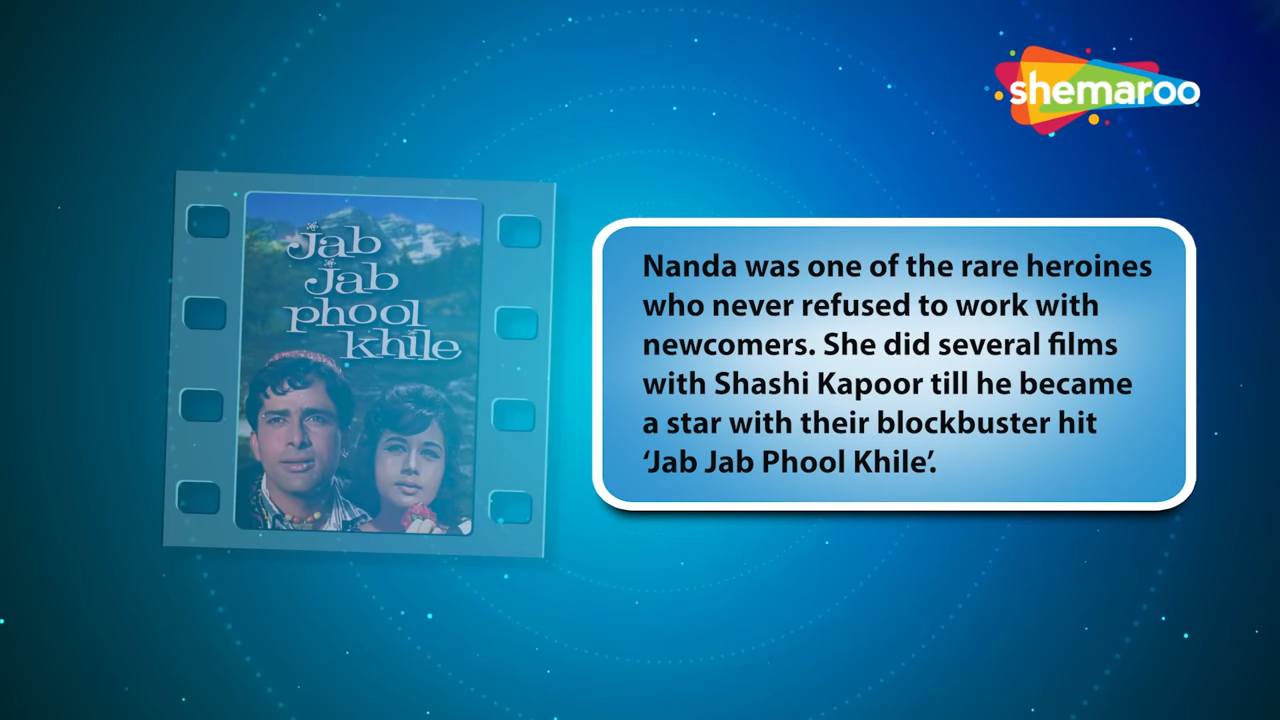 shemaroo
Jab
Jab
phool
khile
Nanda was one of the rare heroines
who never refused to work with
newcomers. She did several films
with Shashi Kapoor till he became
a star with their blockbuster hit
‘Jab Jab Phool Khile’.